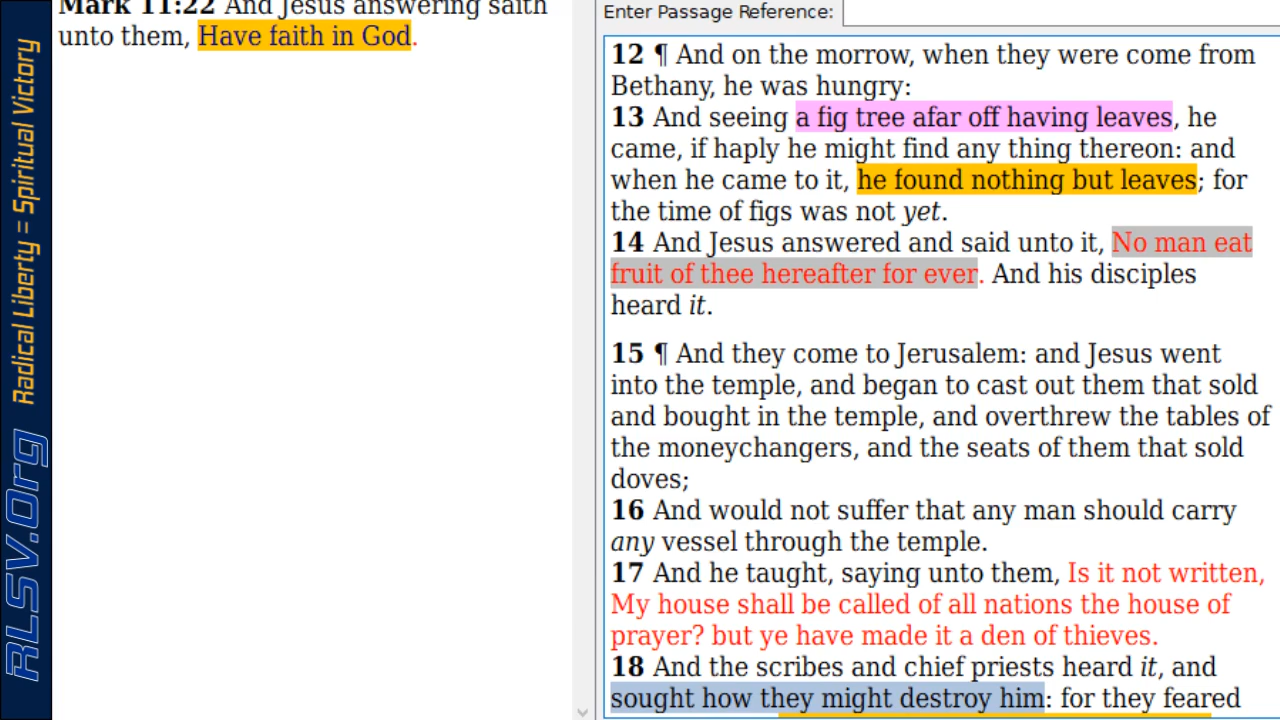 RLSV.Org Radical Liberty = Spiritual Victory
Mark 11:22 And Jesus answering saith
unto them, Have faith in God.
Enter Passage Reference:
12 ¶ And on the morrow, when they were come from
Bethany, he was hungry:
13 And seeing a fig tree afar off having leaves, he
came, if haply he might find any thing thereon: and
when he came to it, he found nothing but leaves; for
the time of figs was not yet.
14 And Jesus answered and said unto it, No man eat
fruit of thee hereafter for ever. And his disciples
heard it.
15 ¶ And they come to Jerusalem: and Jesus went
into the temple, and began to cast out them that sold
and bought in the temple, and overthrew the tables of
the moneychangers, and the seats of them that sold
doves;
16 And would not suffer that any man should carry
any vessel through the temple.
17 And he taught, saying unto them, Is it not written,
My house shall be called of all nations the house of
prayer? but ye have made it a den of thieves.
18 And the scribes and chief priests heard it, and
sought how they might destroy him: for they feared